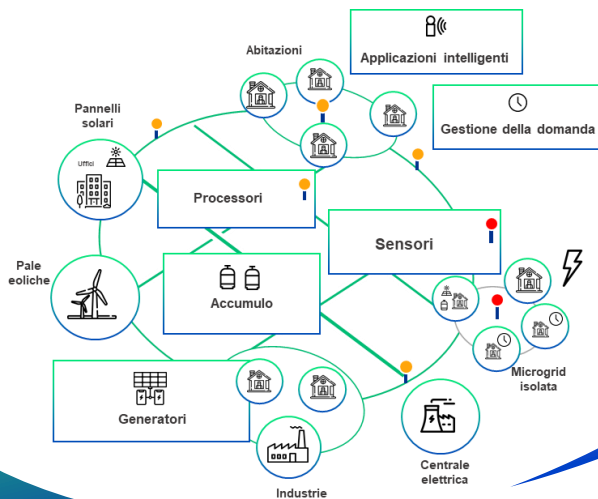 Abitazioni
Applicazioni intelligenti
Pannelli
solari
Gestione della domanda
Uffici
Processori
Sensori
Pale
eoliche
Accumulo
Generatori
Microgrid
isolata
Centrale
elettrica
Industrie